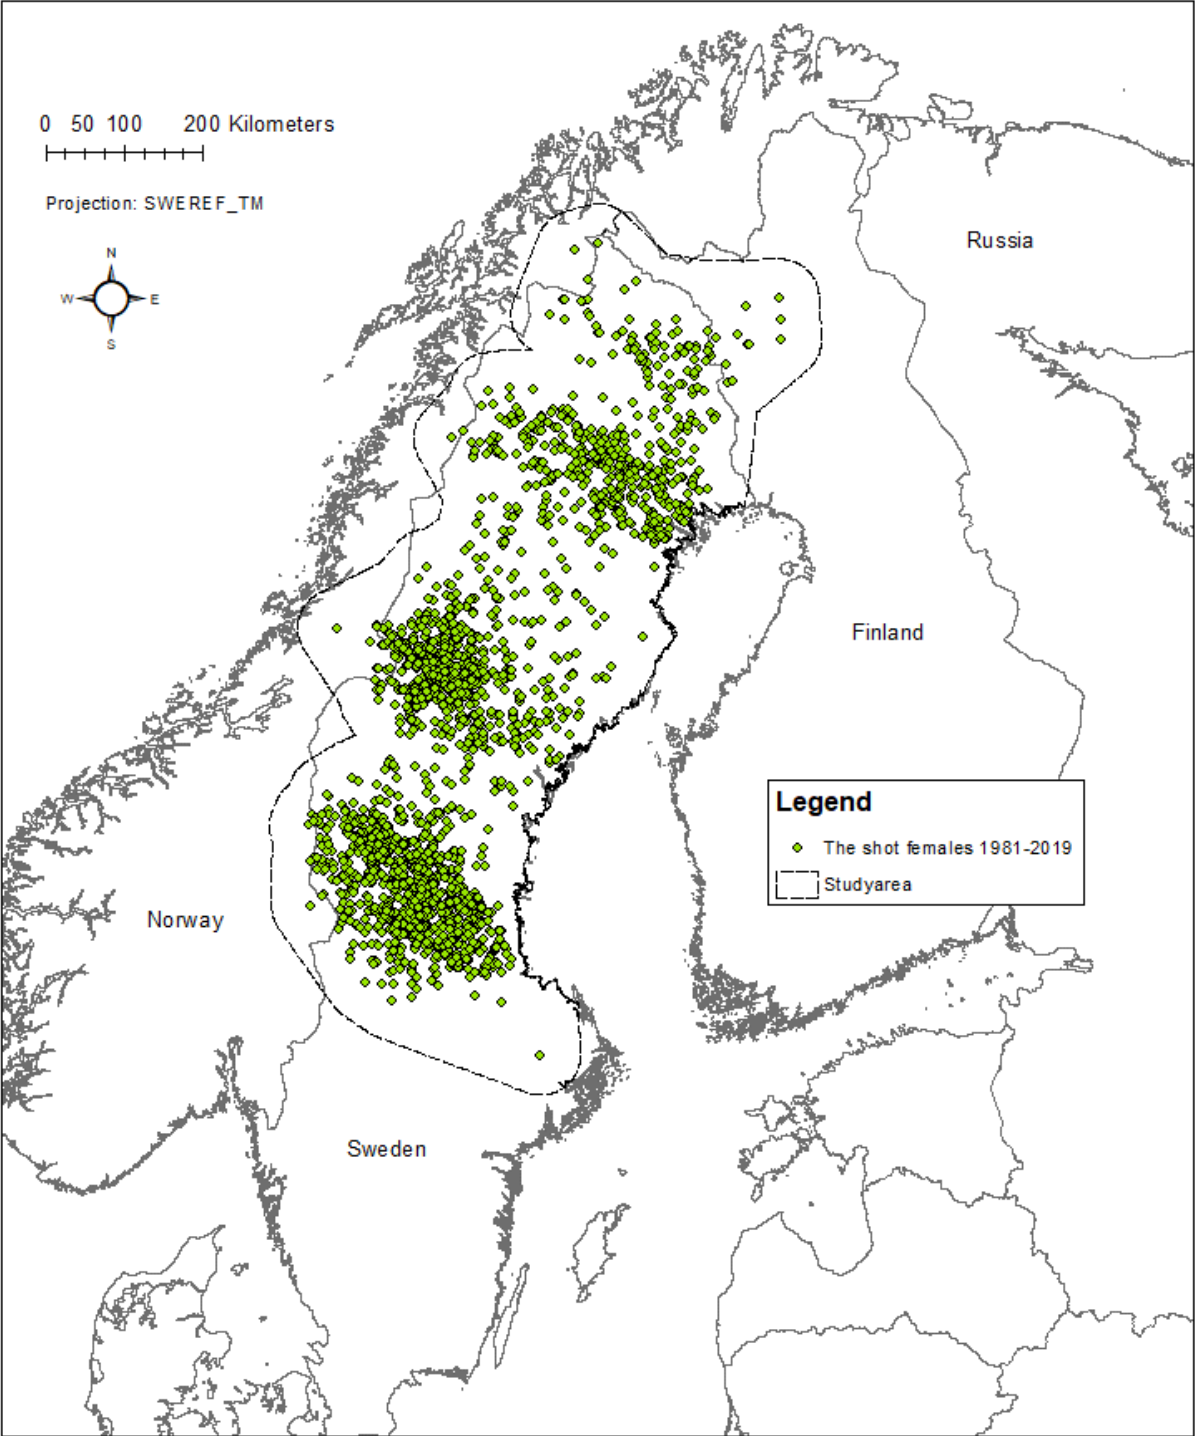 0 50 100 200 Kilometers
Projection: SWEREF_TM
N
W E
S
Russia
Finland
Legend
The shot females 1981-2019
Studyarea
Norway
Sweden